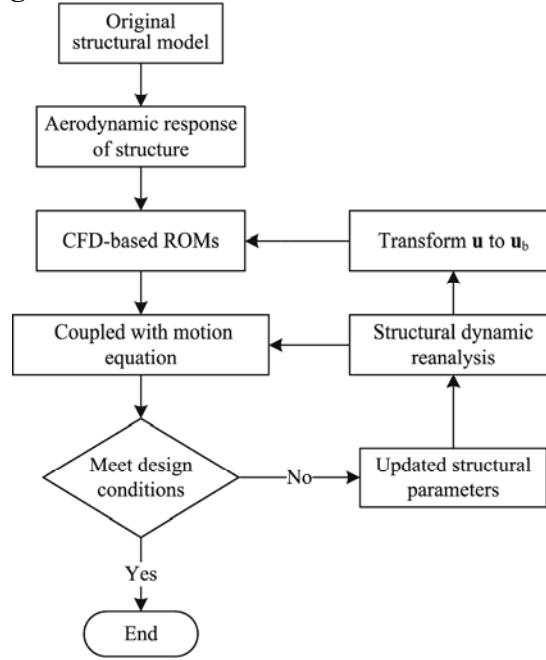 Original
structural model
Aerodynamic response
of structure
CFD-based ROMs
Transform u to u_b
Coupled with motion
equation
Structural dynamic
reanalysis
Meet design
conditions
No
Updated structural
parameters
Yes
End